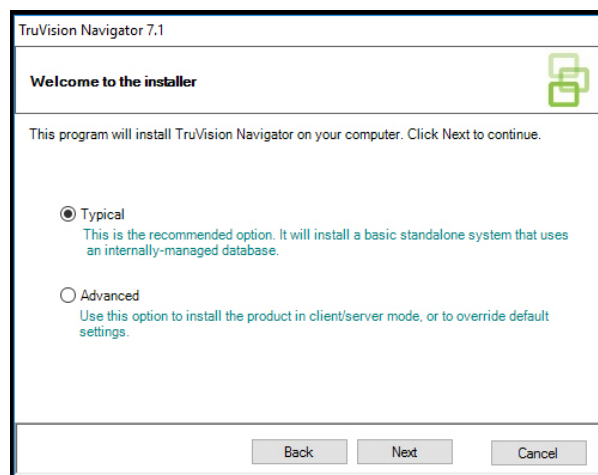 TruVision Navigator 7.1
Welcome to the installer
This program will install TruVision Navigator on your computer. Click Next to continue.
Typical
This is the recommended option. It will install a basic standalone system that uses
an internally-managed database.
Advanced
Use this option to install the product in client/server mode, or to override default
settings.
Back Next Cancel